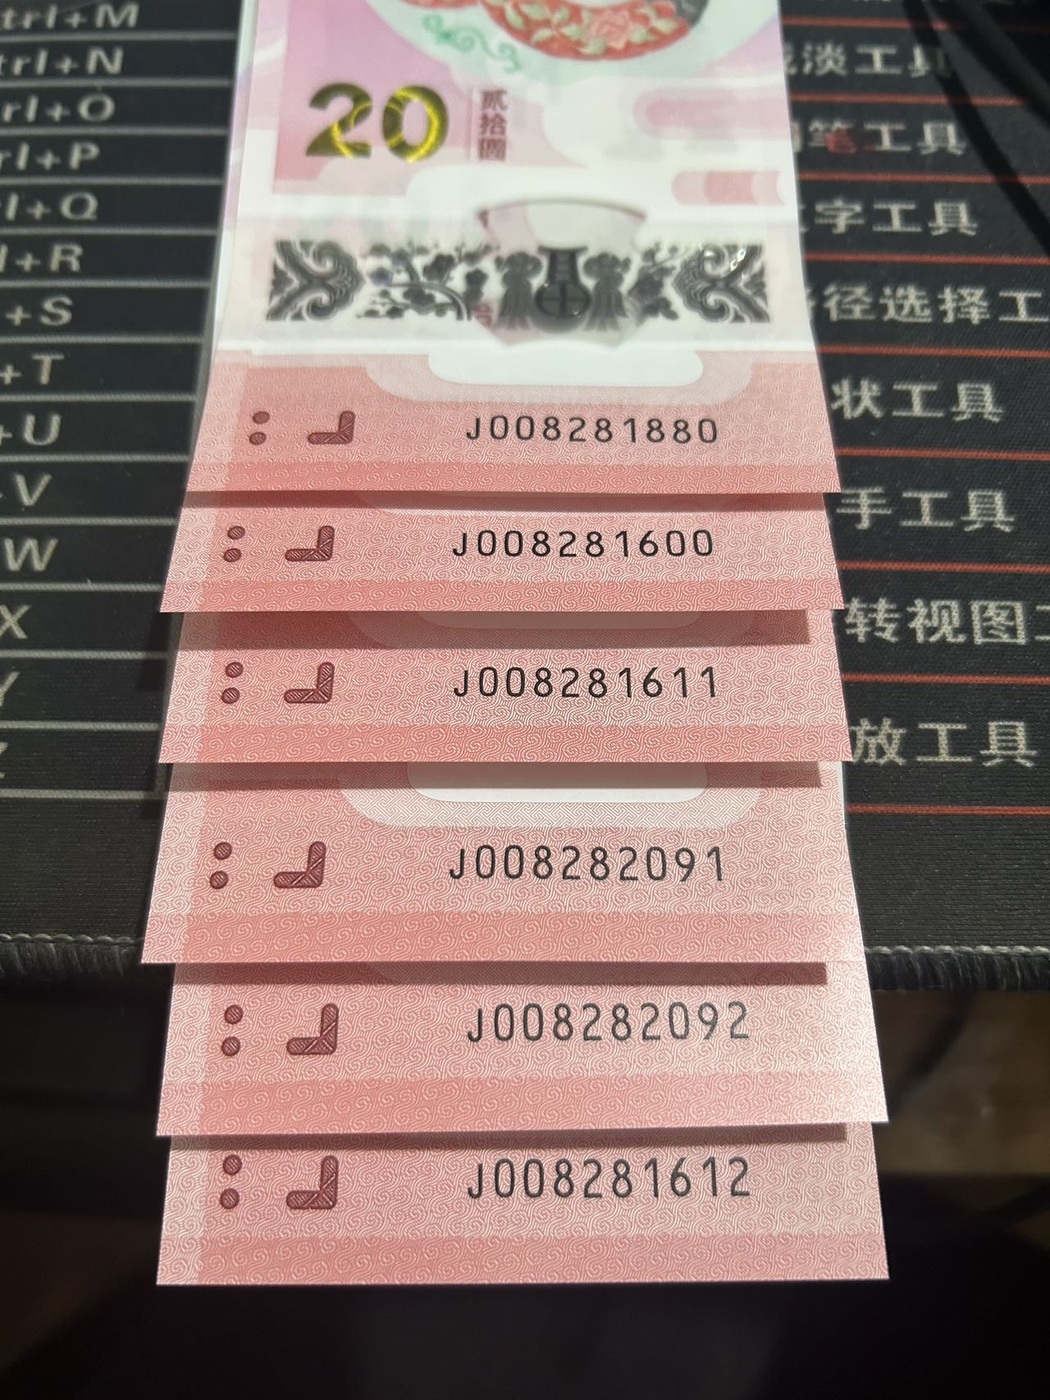 trl+M
trl+N
rl+O
rl+P
l+Q
l+R
+S
+T
+U
V
W
X
Y
Z
淡工具
笔工具
字工具
径选择工
状工具
手工具
转视图工
放工具
20
贰拾圆
J008281880
J008281600
J008281611
J008282091
J008282092
J008281612